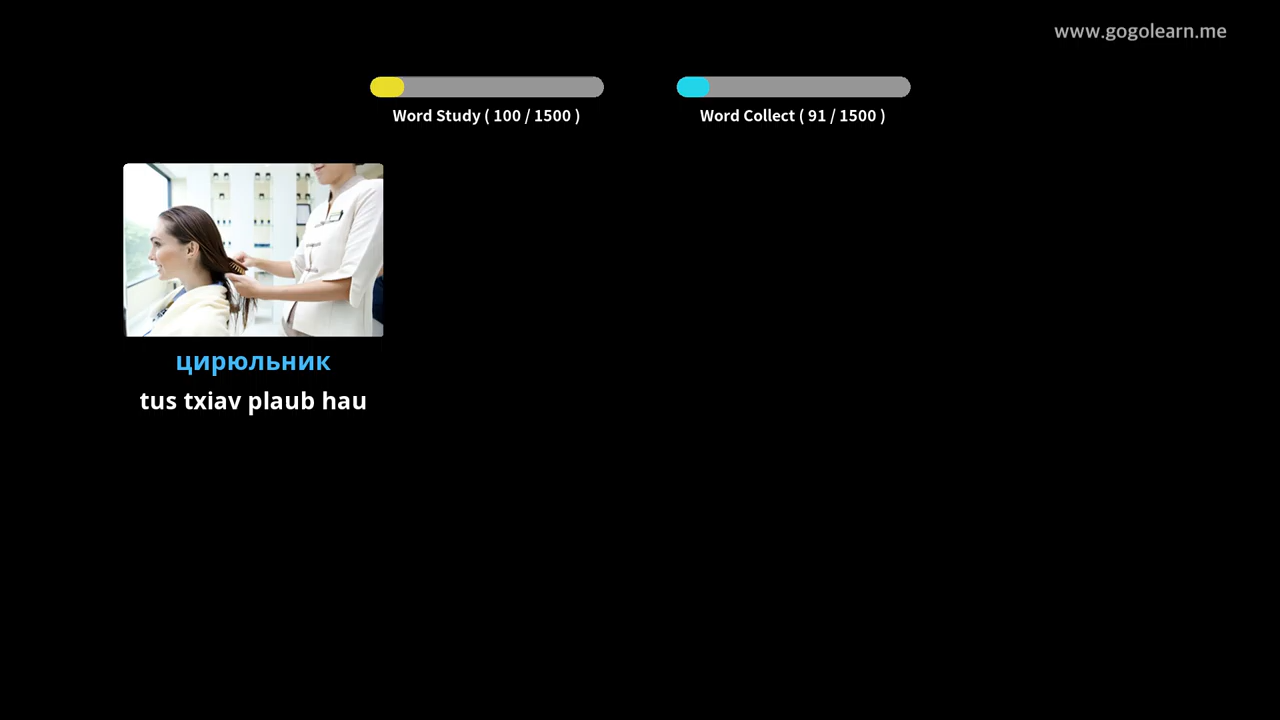 www.gogolearn.me
Word Study ( 100 / 1500 )
Word Collect ( 91 / 1500 )
цирюльник
tus txiav plaub hau